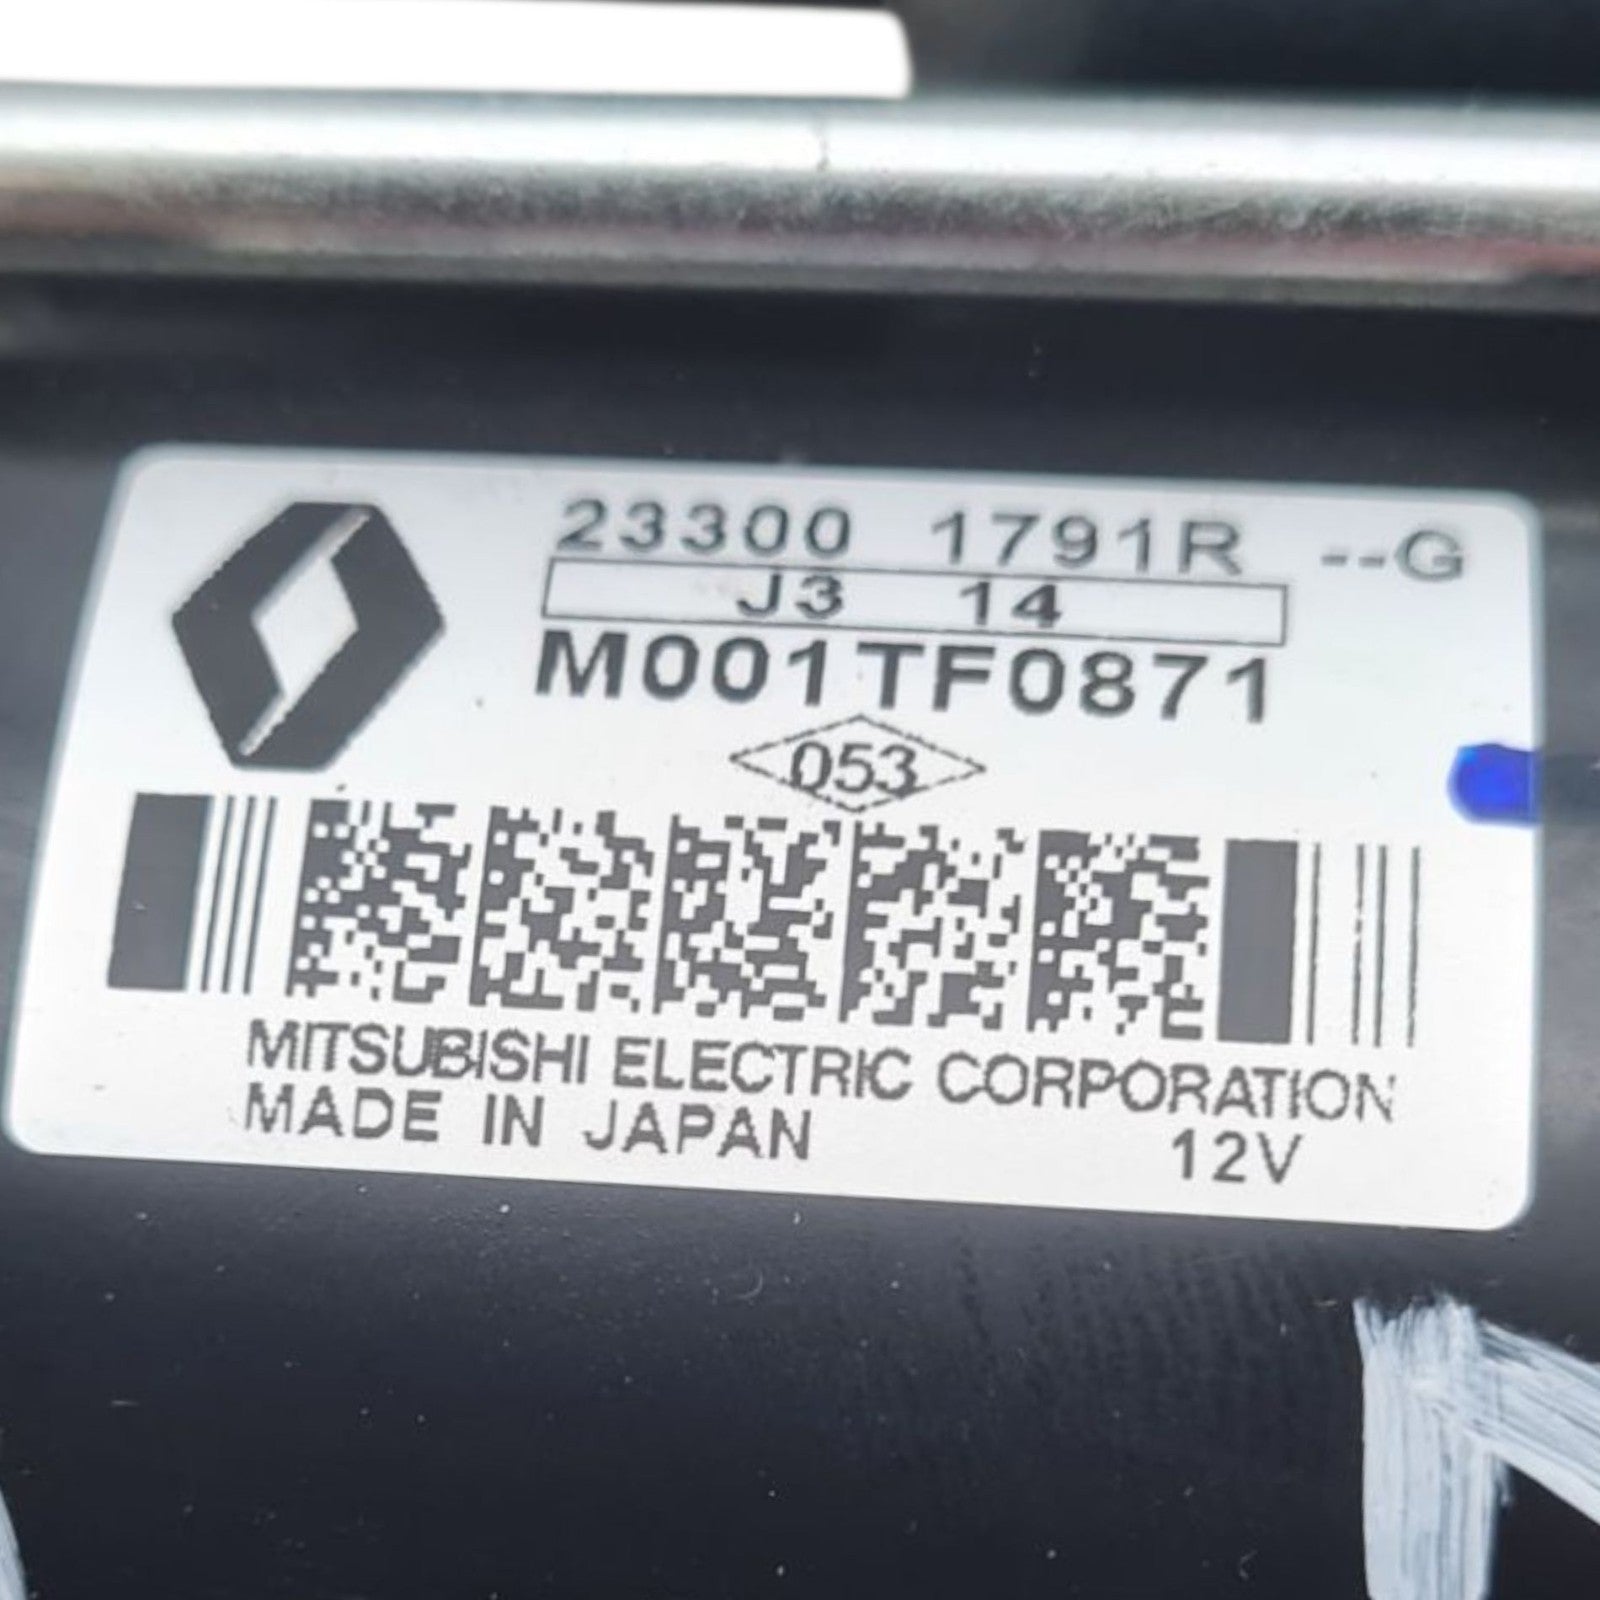 23300 1791R --G
J3 14
M001TF0871
053
MITSUBISHI ELECTRIC CORPORATION
MADE IN JAPAN 12V